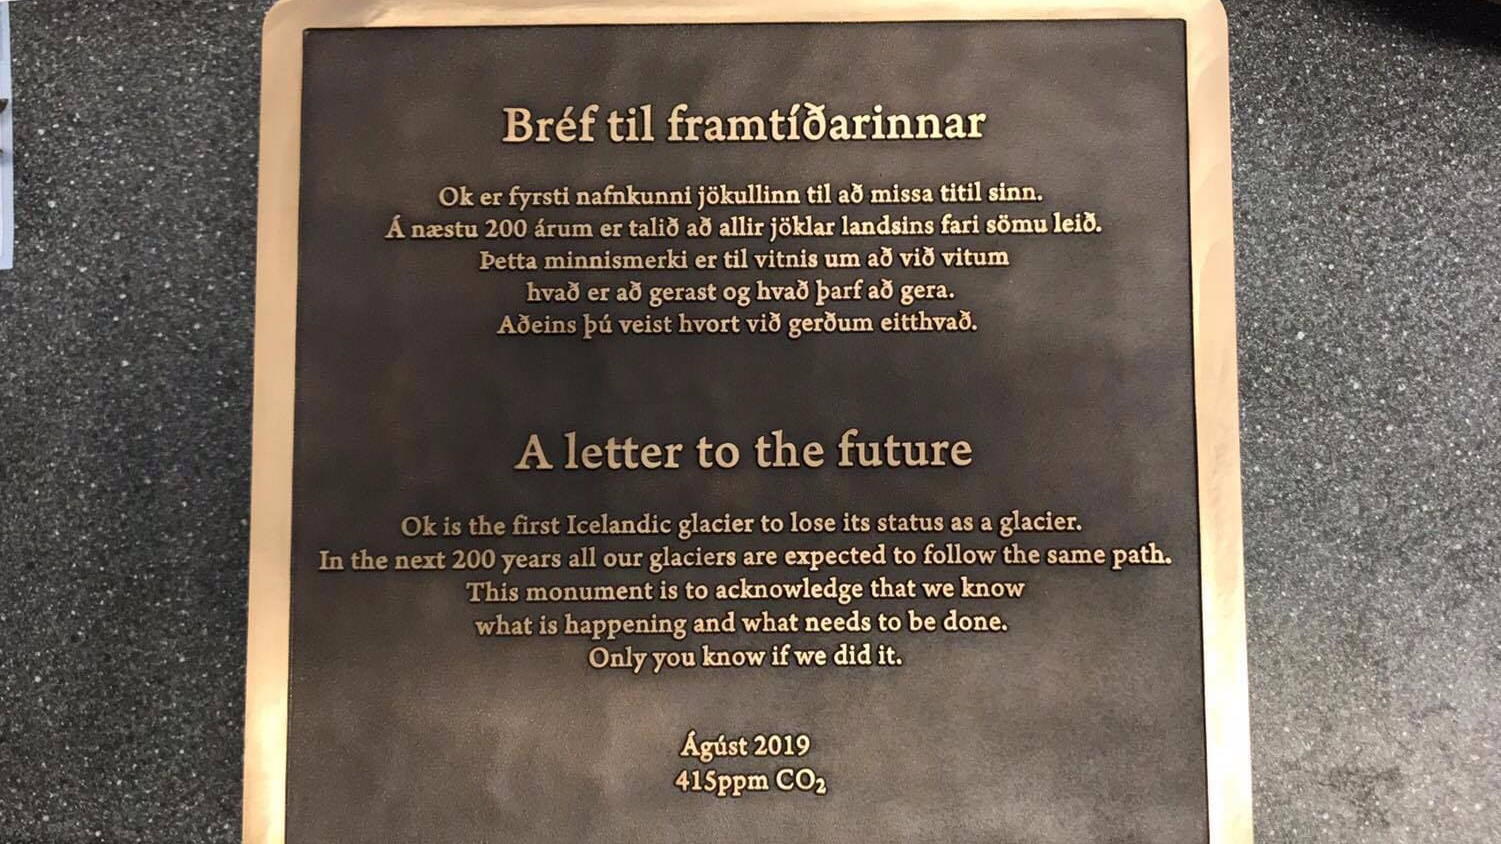 Bréf til framtíðarinnar
Ok er fyrsti nafnkunni jökullinn til að missa titil sinn.
Á næstu 200 árum er talið að allir jöklar landsins fari sömu leið.
Þetta minnismerki er til vitnis um að við vitum
hvað er að gerast og hvað þarf að gera.
Aðeins þú veist hvort við gerðum eitthvað.
A letter to the future
Ok is the first Icelandic glacier to lose its status as a glacier.
In the next 200 years all our glaciers are expected to follow the same path.
This monument is to acknowledge that we know
what is happening and what needs to be done.
Only you know if we did it.
Ágúst 2019
415ppm CO₂